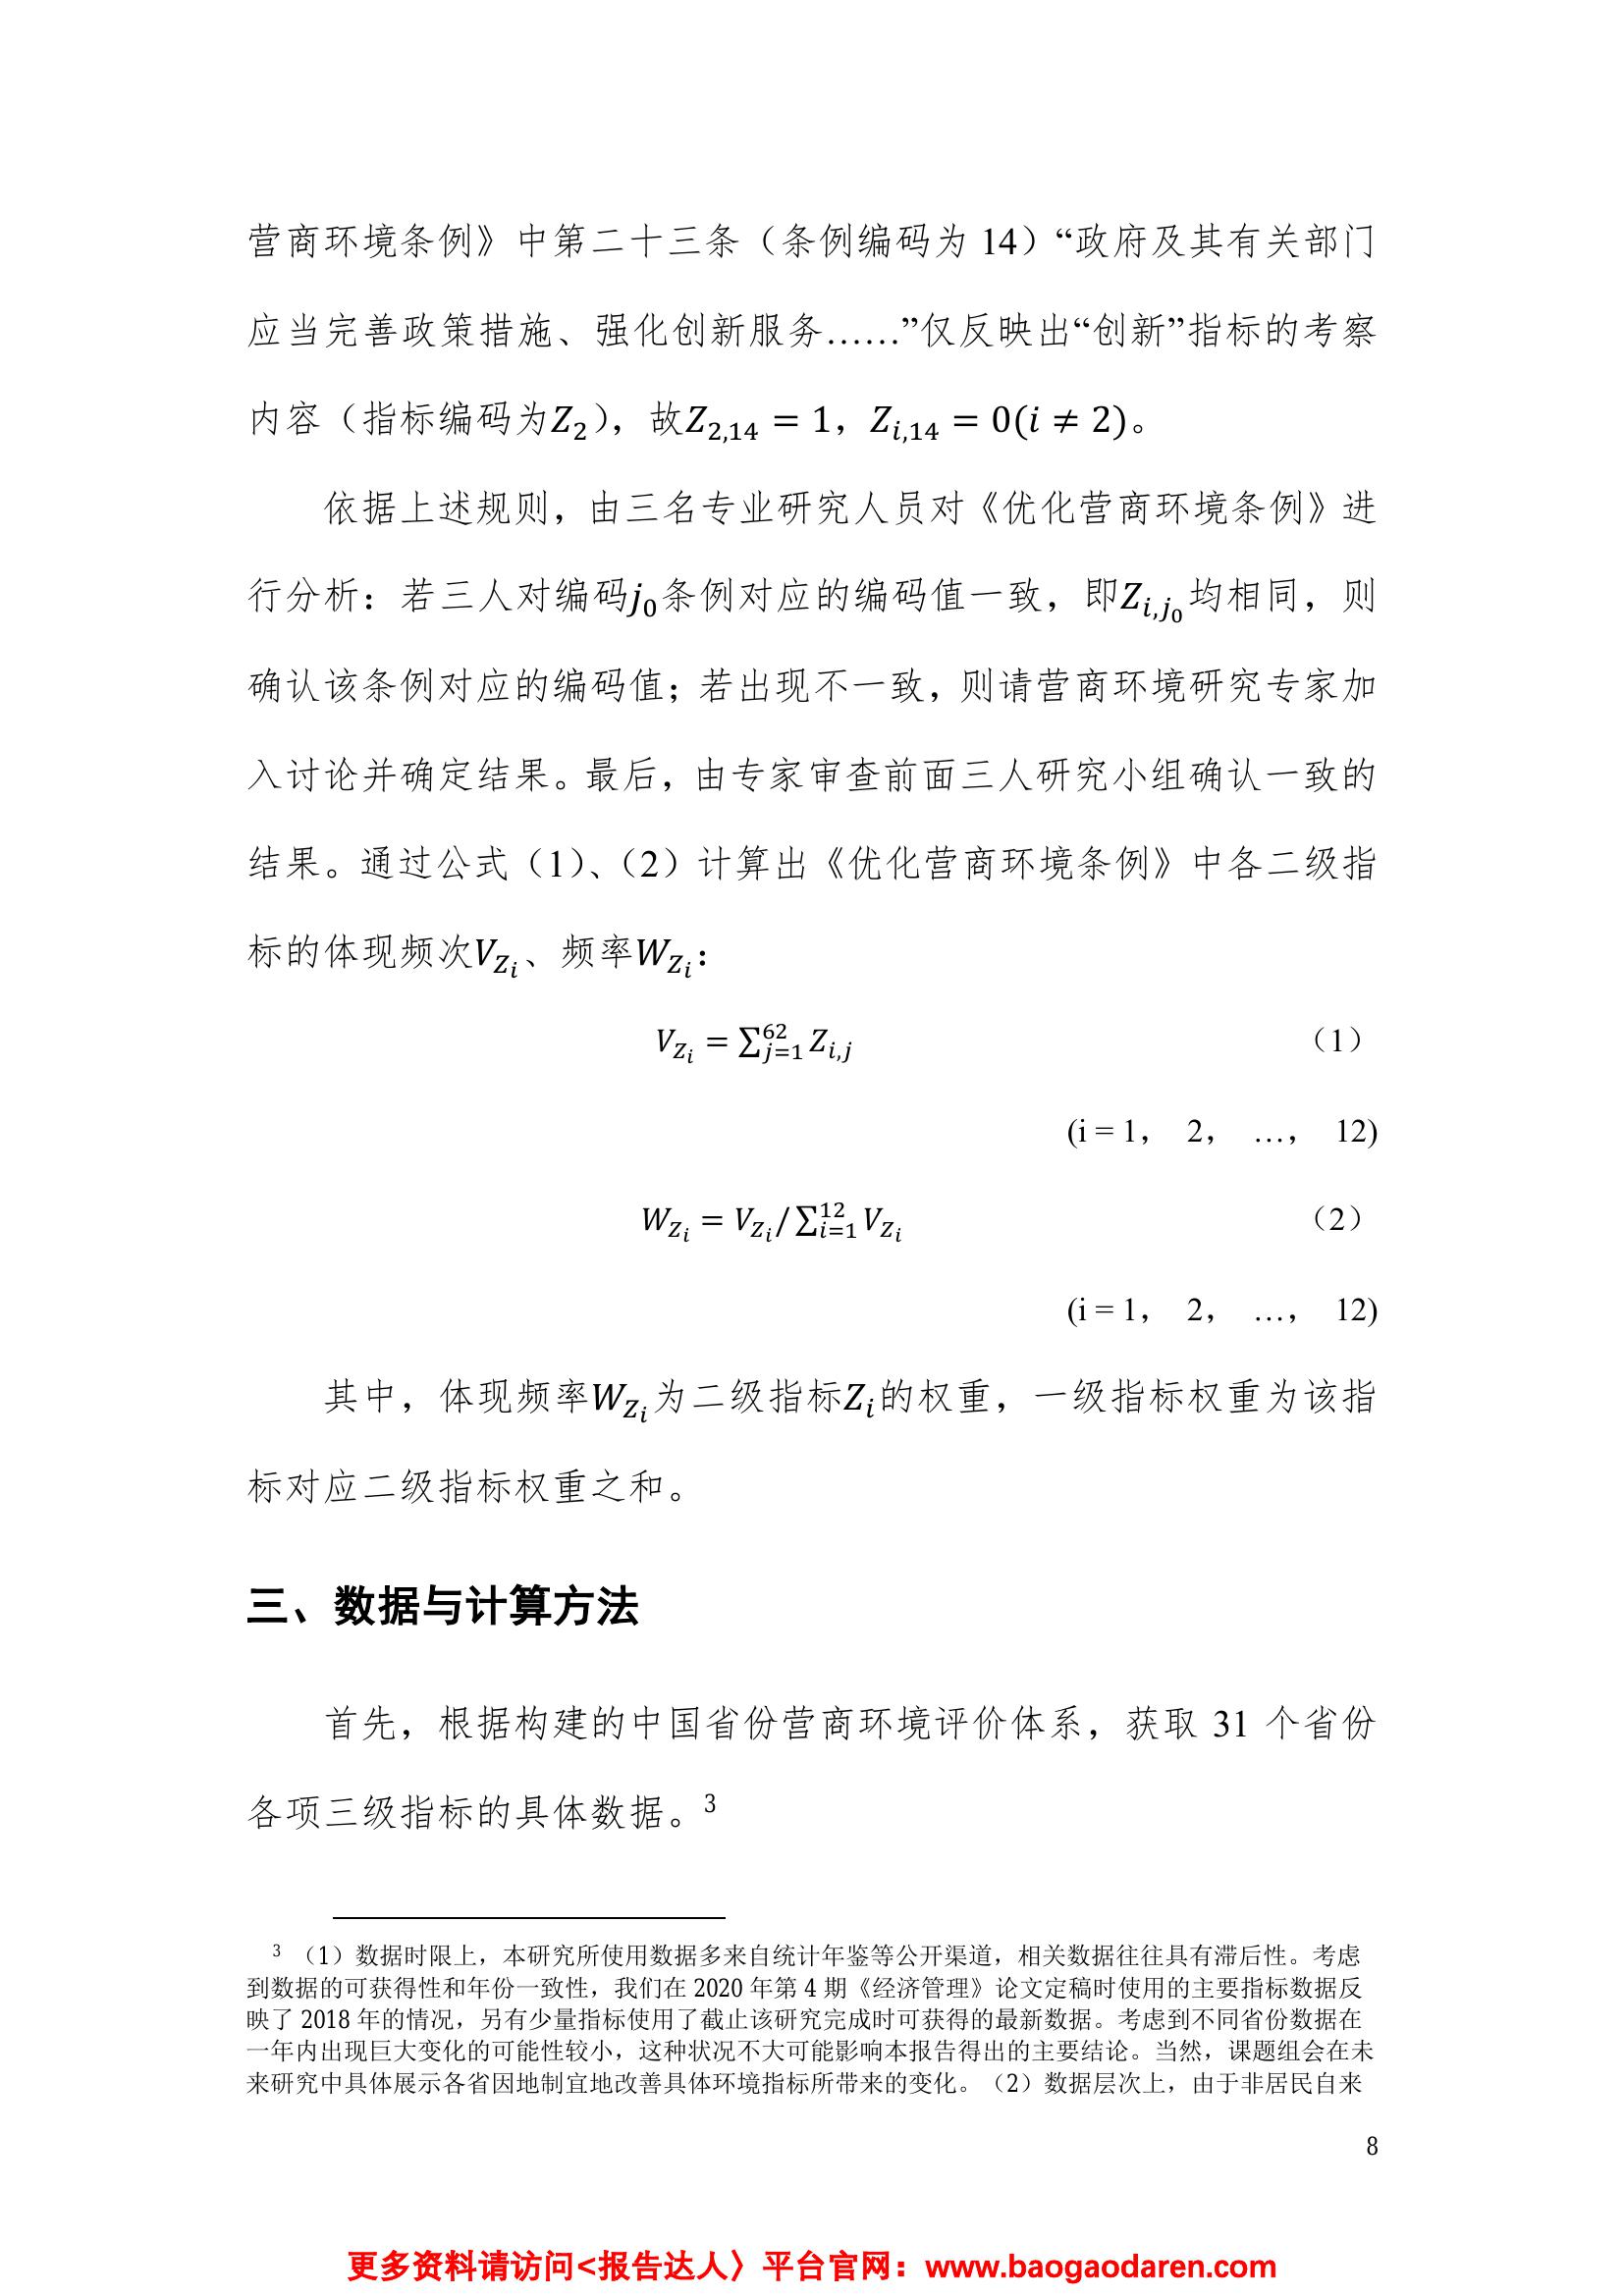 营商环境条例》中第二十三条（条例编码为 14）“政府及其有关部门
应当完善政策措施、强化创新服务……”仅反映出“创新”指标的考察
内容（指标编码为Z₂），故Z₂,₁₄ = 1，Zᵢ,₁₄ = 0(i ≠ 2)。
依据上述规则，由三名专业研究人员对《优化营商环境条例》进
行分析：若三人对编码j₀条例对应的编码值一致，即Z_{i,j₀}均相同，则
确认该条例对应的编码值；若出现不一致，则请营商环境研究专家加
入讨论并确定结果。最后，由专家审查前面三人研究小组确认一致的
结果。通过公式（1）、（2）计算出《优化营商环境条例》中各二级指
标的体现频次V_{Z_i}、频率W_{Z_i}：
V_{Z_i} = ∑_{j=1}^{62} Z_{i,j} （1）
(i = 1， 2， …， 12)
W_{Z_i} = V_{Z_i}/∑_{i=1}^{12} V_{Z_i} （2）
(i = 1， 2， …， 12)
其中，体现频率W_{Z_i}为二级指标Z_i的权重，一级指标权重为该指
标对应二级指标权重之和。
三、数据与计算方法
首先，根据构建的中国省份营商环境评价体系，获取 31 个省份
各项三级指标的具体数据。³
³ （1）数据时限上，本研究所使用数据多来自统计年鉴等公开渠道，相关数据往往具有滞后性。考虑
到数据的可获得性和年份一致性，我们在 2020 年第 4 期《经济管理》论文定稿时使用的主要指标数据反
映了 2018 年的情况，另有少量指标使用了截止该研究完成时可获得的最新数据。考虑到不同省份数据在
一年内出现巨大变化的可能性较小，这种状况不大可能影响本报告得出的主要结论。当然，课题组会在未
来研究中具体展示各省因地制宜地改善具体环境指标所带来的变化。（2）数据层次上，由于非居民自来
8
更多资料请访问<报告达人〉平台官网：www.baogaodaren.com